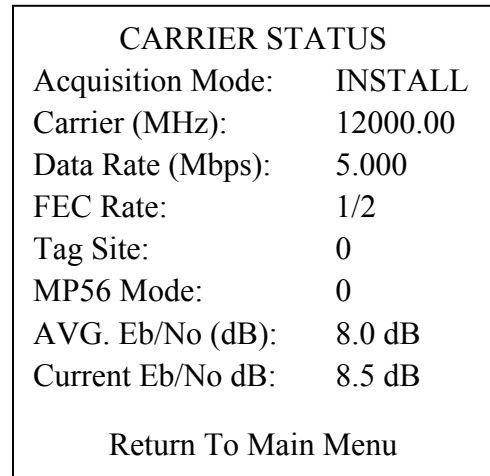 CARRIER STATUS
Acquisition Mode: INSTALL
Carrier (MHz): 12000.00
Data Rate (Mbps): 5.000
FEC Rate: 1/2
Tag Site: 0
MP56 Mode: 0
AVG. Eb/No (dB): 8.0 dB
Current Eb/No dB: 8.5 dB
Return To Main Menu